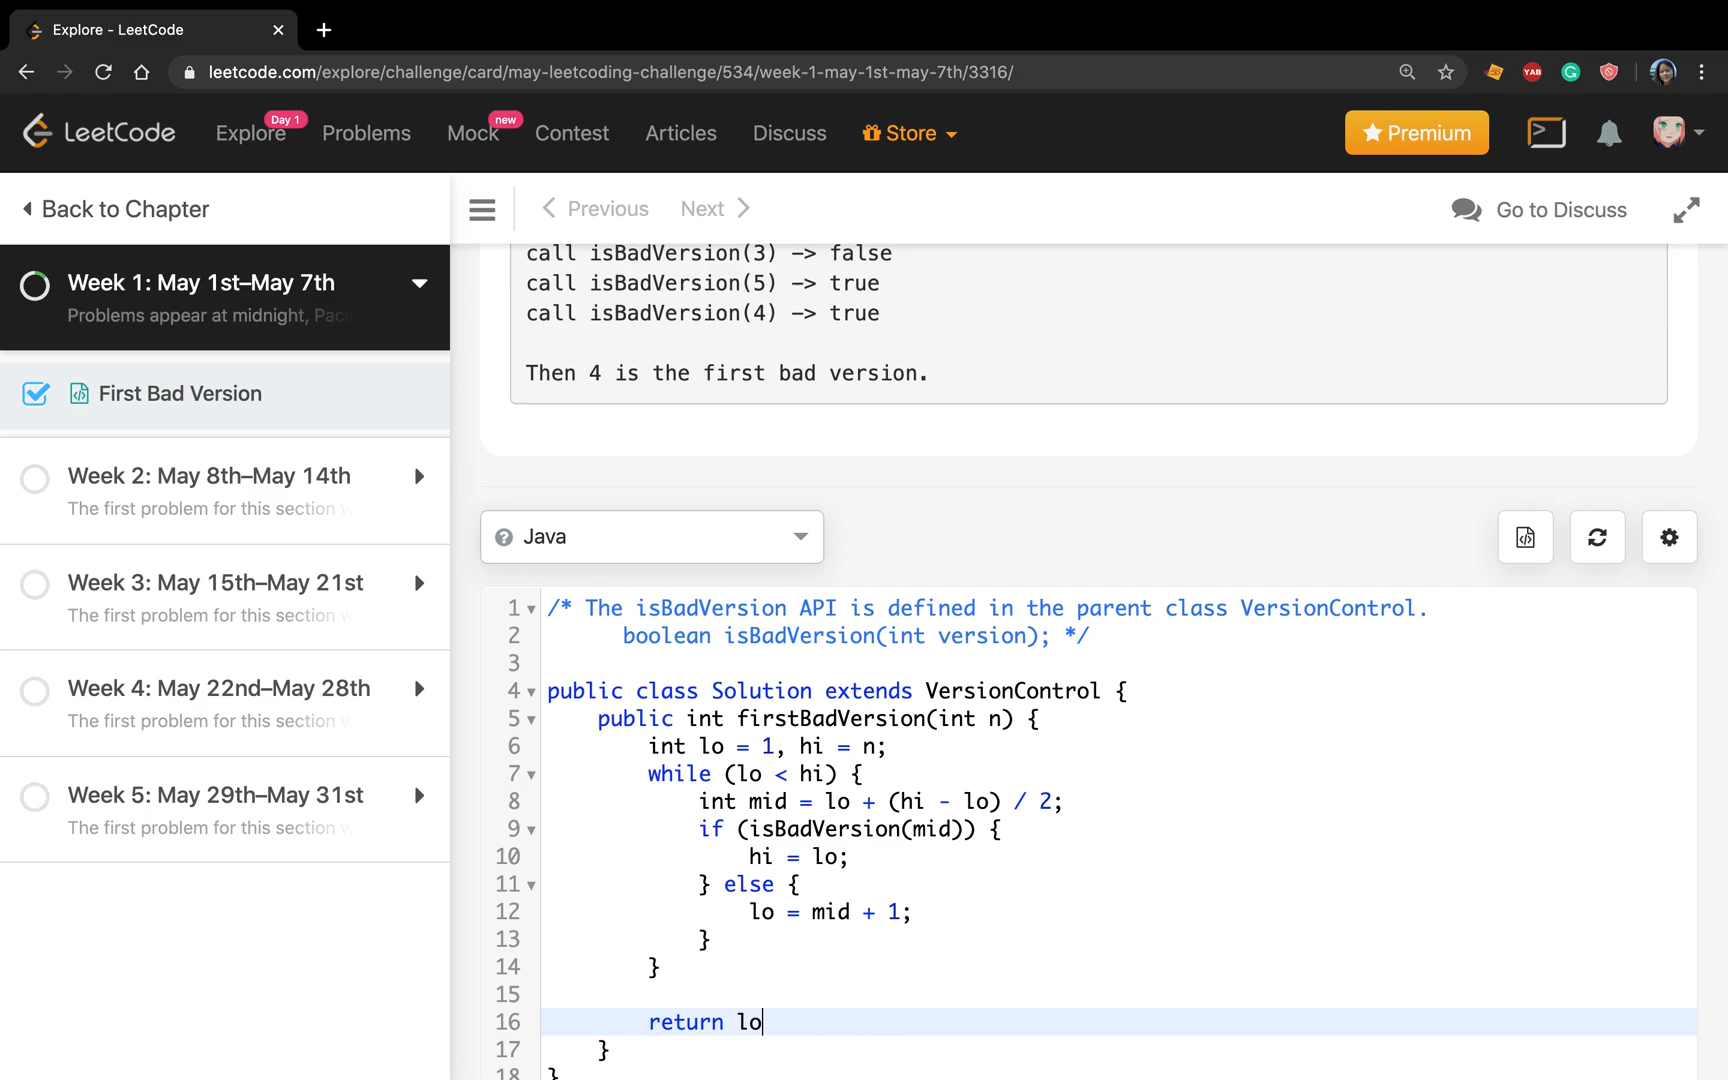 Explore - LeetCode
leetcode.com/explore/challenge/card/may-leetcoding-challenge/534/week-1-may-1st-may-7th/3316/
YAB
LeetCode
Explore
Day 1
Problems
Mock
new
Contest
Articles
Discuss
Store
Premium
Back to Chapter
Previous
Next
Go to Discuss
Week 1: May 1st–May 7th
Problems appear at midnight, Paci
First Bad Version
Week 2: May 8th–May 14th
The first problem for this section w
Week 3: May 15th–May 21st
The first problem for this section w
Week 4: May 22nd–May 28th
The first problem for this section w
Week 5: May 29th–May 31st
The first problem for this section w
call isBadVersion(3) -> false
call isBadVersion(5) -> true
call isBadVersion(4) -> true
Then 4 is the first bad version.
Java
1 /* The isBadVersion API is defined in the parent class VersionControl.
2 boolean isBadVersion(int version); */
3
4 public class Solution extends VersionControl {
5 public int firstBadVersion(int n) {
6 int lo = 1, hi = n;
7 while (lo < hi) {
8 int mid = lo + (hi - lo) / 2;
9 if (isBadVersion(mid)) {
10 hi = lo;
11 } else {
12 lo = mid + 1;
13 }
14 }
15
16 return lo
17 }
18 }